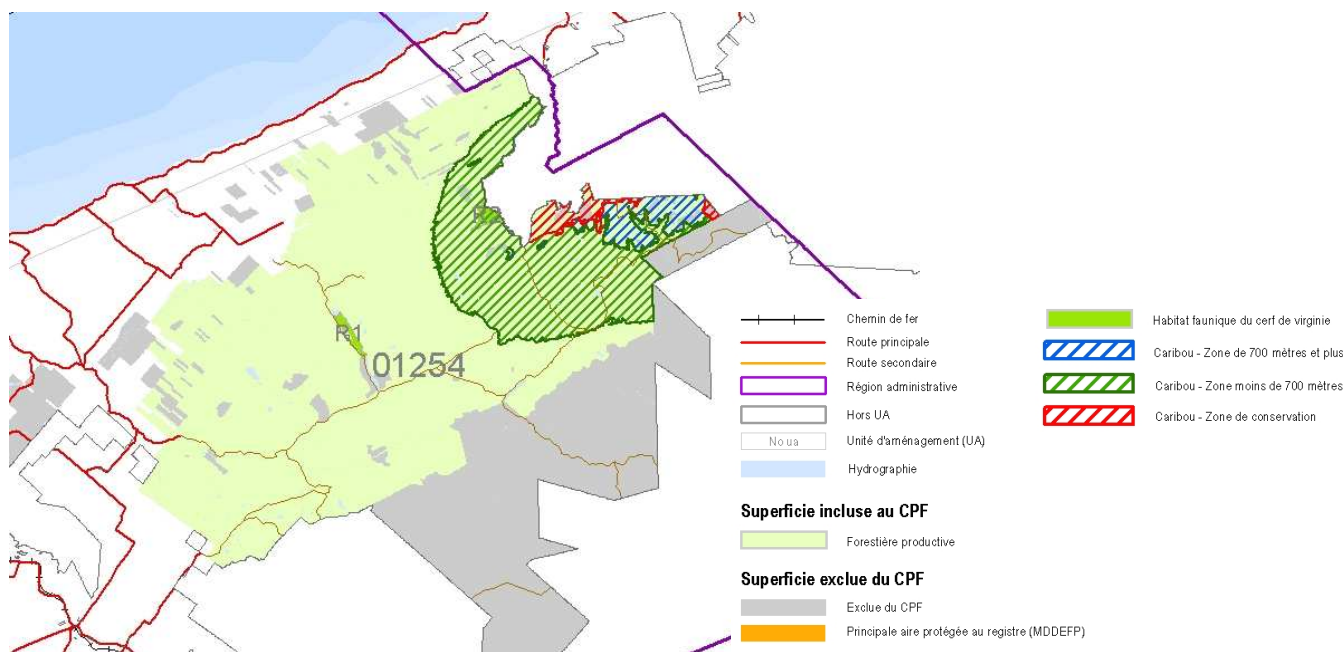 R2
R1
01254
Chemin de fer
Route principale
Route secondaire
Région administrative
Hors UA
No ua Unité d'aménagement (UA)
Hydrographie
Superficie incluse au CPF
Forestière productive
Superficie exclue du CPF
Exclue du CPF
Principale aire protégée au registre (MDDEFP)
Habitat faunique du cerf de virginie
Caribou - Zone de 700 mètres et plus
Caribou - Zone moins de 700 mètres
Caribou - Zone de conservation